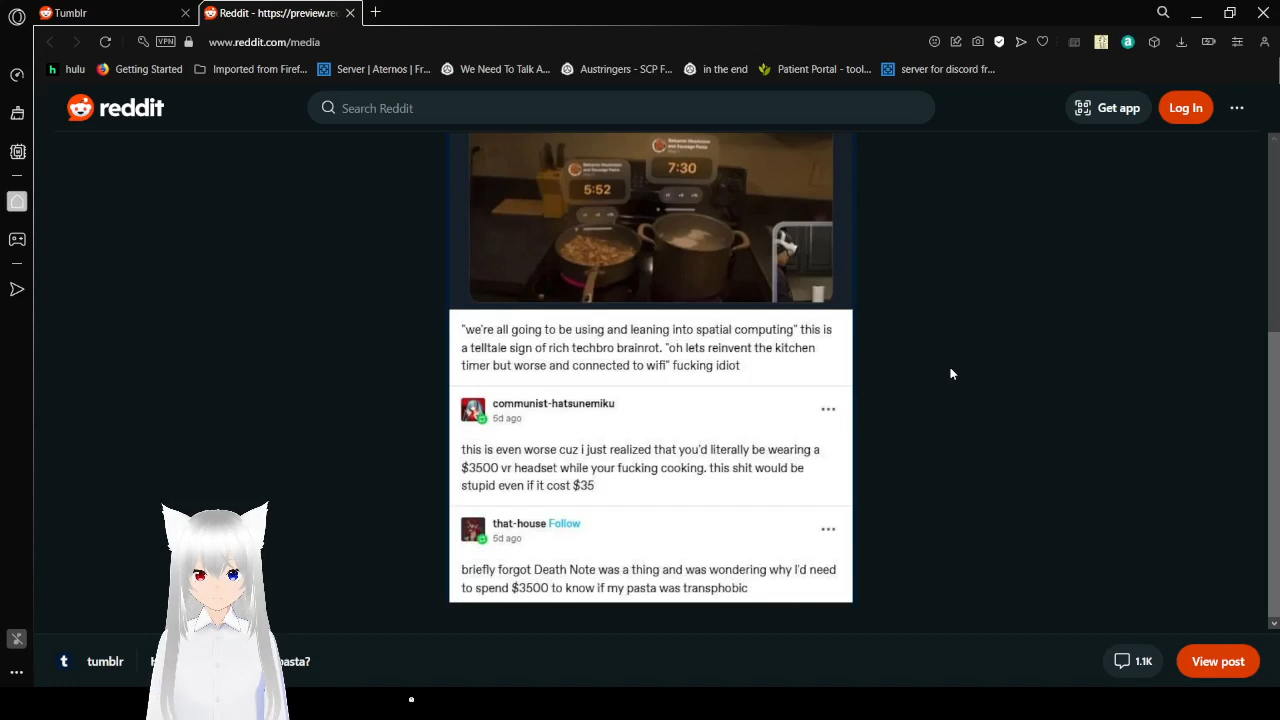 Tumblr
Reddit - https://preview.red
VPN
www.reddit.com/media
hulu
Getting Started
Imported from Firef...
Server | Aternos | Fr...
We Need To Talk A...
Austringers - SCP F...
in the end
Patient Portal - tool...
server for discord fr...
reddit
Search Reddit
Get app
Log In
5:52
7:30
"we're all going to be using and leaning into spatial computing" this is
a telltale sign of rich techbro brainrot. "oh lets reinvent the kitchen
timer but worse and connected to wifi" fucking idiot
communist-hatsunemiku
5d ago
this is even worse cuz i just realized that you'd literally be wearing a
$3500 vr headset while your fucking cooking. this shit would be
stupid even if it cost $35
that-house Follow
5d ago
briefly forgot Death Note was a thing and was wondering why I'd need
to spend $3500 to know if my pasta was transphobic
tumblr
pasta?
1.1K
View post